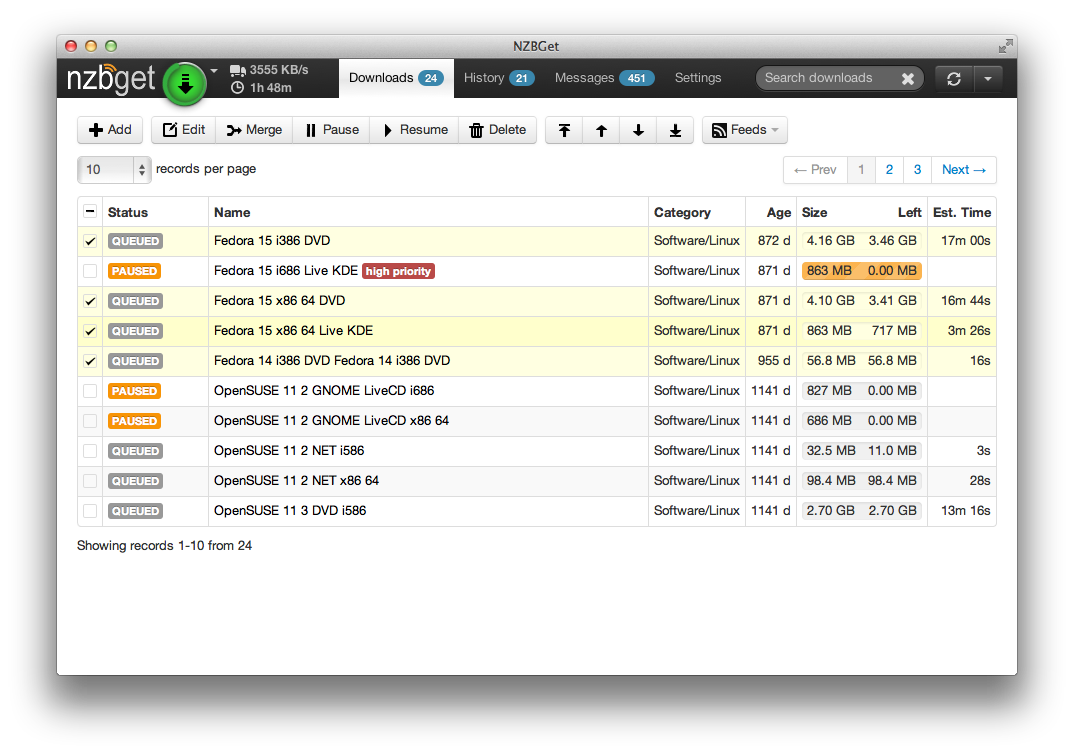 NZBGet
nzbget 3555 KB/s 1h 48m Downloads 24 History 21 Messages 451 Settings Search downloads
Add Edit Merge Pause Resume Delete Feeds
10 records per page ← Prev 1 2 3 Next →
Status Name Category Age Size Left Est. Time
QUEUED Fedora 15 i386 DVD Software/Linux 872 d 4.16 GB 3.46 GB 17m 00s
PAUSED Fedora 15 i686 Live KDE high priority Software/Linux 871 d 863 MB 0.00 MB
QUEUED Fedora 15 x86 64 DVD Software/Linux 871 d 4.10 GB 3.41 GB 16m 44s
QUEUED Fedora 15 x86 64 Live KDE Software/Linux 871 d 863 MB 717 MB 3m 26s
QUEUED Fedora 14 i386 DVD Fedora 14 i386 DVD Software/Linux 955 d 56.8 MB 56.8 MB 16s
PAUSED OpenSUSE 11 2 GNOME LiveCD i686 Software/Linux 1141 d 827 MB 0.00 MB
PAUSED OpenSUSE 11 2 GNOME LiveCD x86 64 Software/Linux 1141 d 686 MB 0.00 MB
QUEUED OpenSUSE 11 2 NET i586 Software/Linux 1141 d 32.5 MB 11.0 MB 3s
QUEUED OpenSUSE 11 2 NET x86 64 Software/Linux 1141 d 98.4 MB 98.4 MB 28s
QUEUED OpenSUSE 11 3 DVD i586 Software/Linux 1141 d 2.70 GB 2.70 GB 13m 16s
Showing records 1-10 from 24